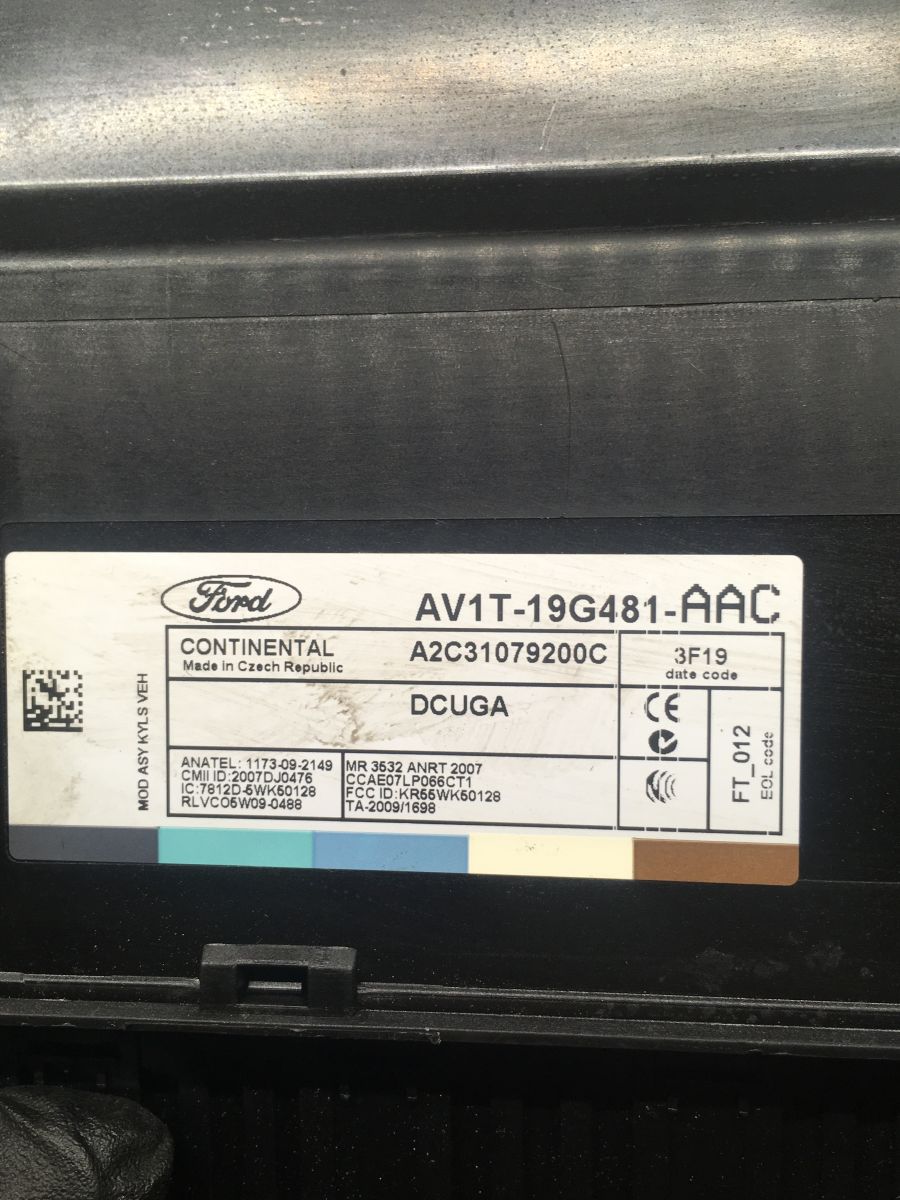 Ford
AV1T-19G481-AAC
CONTINENTAL
Made in Czech Republic
A2C31079200C
3F19
date code
DCUGA
CE
MOD ASY KYLS VEH
ANATEL: 1173-09-2149
CMII ID:2007DJ0476
IC:7812D-5WK50128
RLVCO5W09-0488
MR 3532 ANRT 2007
CCAE07LP066CT1
FCC ID:KR55WK50128
TA-2009/1698
FT_012
EOL code